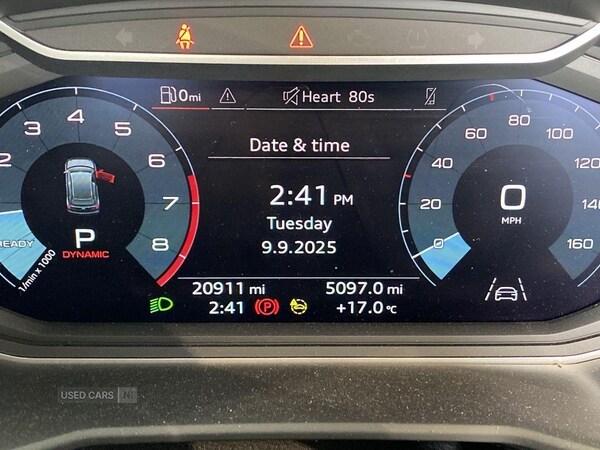 0mi
Heart 80s
Date & time
2:41 PM
Tuesday
9.9.2025
2
3
4
5
6
7
8
READY
1/min x 1000
P
DYNAMIC
0
20
40
60
80
100
120
140
160
0
MPH
20911 mi
5097.0 mi
2:41
P
+17.0 °C
USED CARS NI